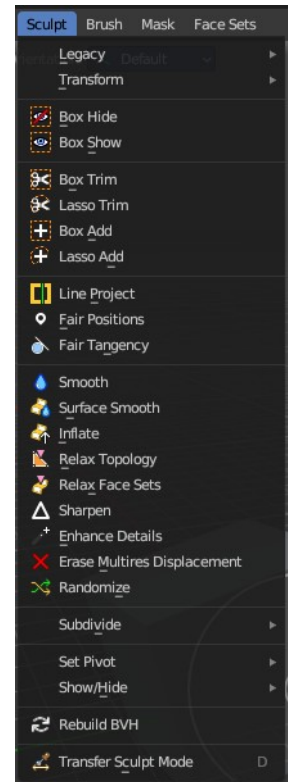 Sculpt Brush Mask Face Sets
Legacy
Default
Transform
Box Hide
Box Show
Box Trim
Lasso Trim
Box Add
Lasso Add
Line Project
Fair Positions
Fair Tangency
Smooth
Surface Smooth
Inflate
Relax Topology
Relax Face Sets
Sharpen
Enhance Details
Erase Multires Displacement
Randomize
Subdivide
Set Pivot
Show/Hide
Rebuild BVH
Transfer Sculpt Mode D